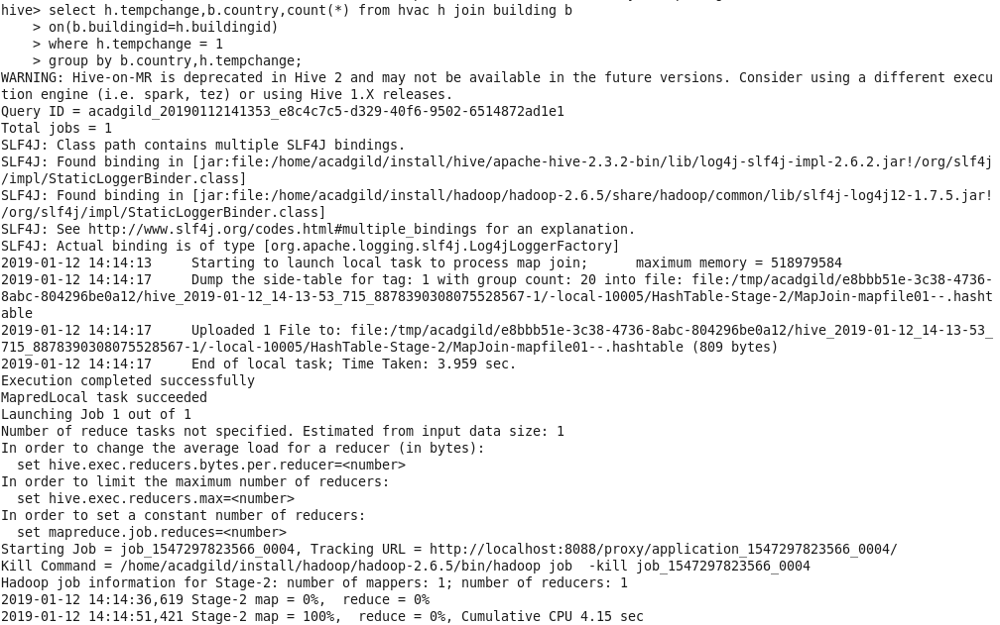 hive> select h.tempchange,b.country,count(*) from hvac h join building b
    > on(b.buildingid=h.buildingid)
    > where h.tempchange = 1
    > group by b.country,h.tempchange;
WARNING: Hive-on-MR is deprecated in Hive 2 and may not be available in the future versions. Consider using a different execu
tion engine (i.e. spark, tez) or using Hive 1.X releases.
Query ID = acadgild_20190112141353_e8c4c7c5-d329-40f6-9502-6514872ad1e1
Total jobs = 1
SLF4J: Class path contains multiple SLF4J bindings.
SLF4J: Found binding in [jar:file:/home/acadgild/install/hive/apache-hive-2.3.2-bin/lib/log4j-slf4j-impl-2.6.2.jar!/org/slf4j
/impl/StaticLoggerBinder.class]
SLF4J: Found binding in [jar:file:/home/acadgild/install/hadoop/hadoop-2.6.5/share/hadoop/common/lib/slf4j-log4j12-1.7.5.jar!
/org/slf4j/impl/StaticLoggerBinder.class]
SLF4J: See http://www.slf4j.org/codes.html#multiple_bindings for an explanation.
SLF4J: Actual binding is of type [org.apache.logging.slf4j.Log4jLoggerFactory]
2019-01-12 14:14:13     Starting to launch local task to process map join;      maximum memory = 518979584
2019-01-12 14:14:17     Dump the side-table for tag: 1 with group count: 20 into file: file:/tmp/acadgild/e8bbb51e-3c38-4736-
8abc-804296be0a12/hive_2019-01-12_14-13-53_715_8878390308075528567-1/-local-10005/HashTable-Stage-2/MapJoin-mapfile01--.hasht
able
2019-01-12 14:14:17     Uploaded 1 File to: file:/tmp/acadgild/e8bbb51e-3c38-4736-8abc-804296be0a12/hive_2019-01-12_14-13-53_
715_8878390308075528567-1/-local-10005/HashTable-Stage-2/MapJoin-mapfile01--.hashtable (809 bytes)
2019-01-12 14:14:17     End of local task; Time Taken: 3.959 sec.
Execution completed successfully
MapredLocal task succeeded
Launching Job 1 out of 1
Number of reduce tasks not specified. Estimated from input data size: 1
In order to change the average load for a reducer (in bytes):
  set hive.exec.reducers.bytes.per.reducer=<number>
In order to limit the maximum number of reducers:
  set hive.exec.reducers.max=<number>
In order to set a constant number of reducers:
  set mapreduce.job.reduces=<number>
Starting Job = job_1547297823566_0004, Tracking URL = http://localhost:8088/proxy/application_1547297823566_0004/
Kill Command = /home/acadgild/install/hadoop/hadoop-2.6.5/bin/hadoop job  -kill job_1547297823566_0004
Hadoop job information for Stage-2: number of mappers: 1; number of reducers: 1
2019-01-12 14:14:36,619 Stage-2 map = 0%,  reduce = 0%
2019-01-12 14:14:51,421 Stage-2 map = 100%,  reduce = 0%, Cumulative CPU 4.15 sec